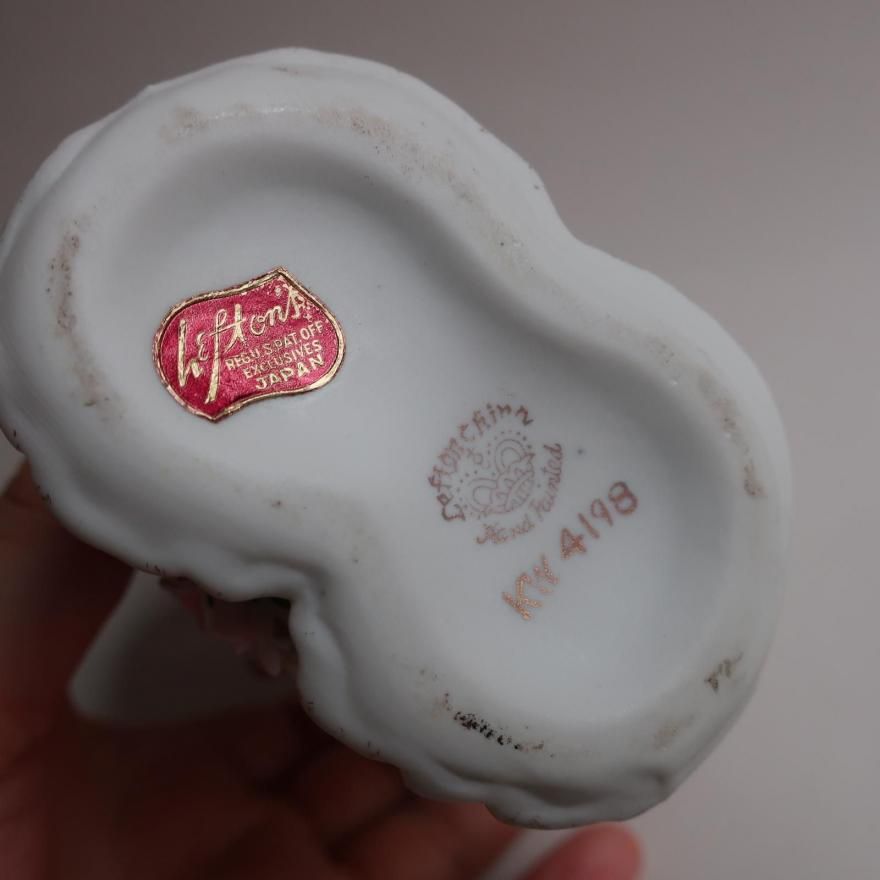 Lefton's
REG.U.S.PAT.OFF
EXCLUSIVES
JAPAN
Lefton China
Hand Painted
KW 4198